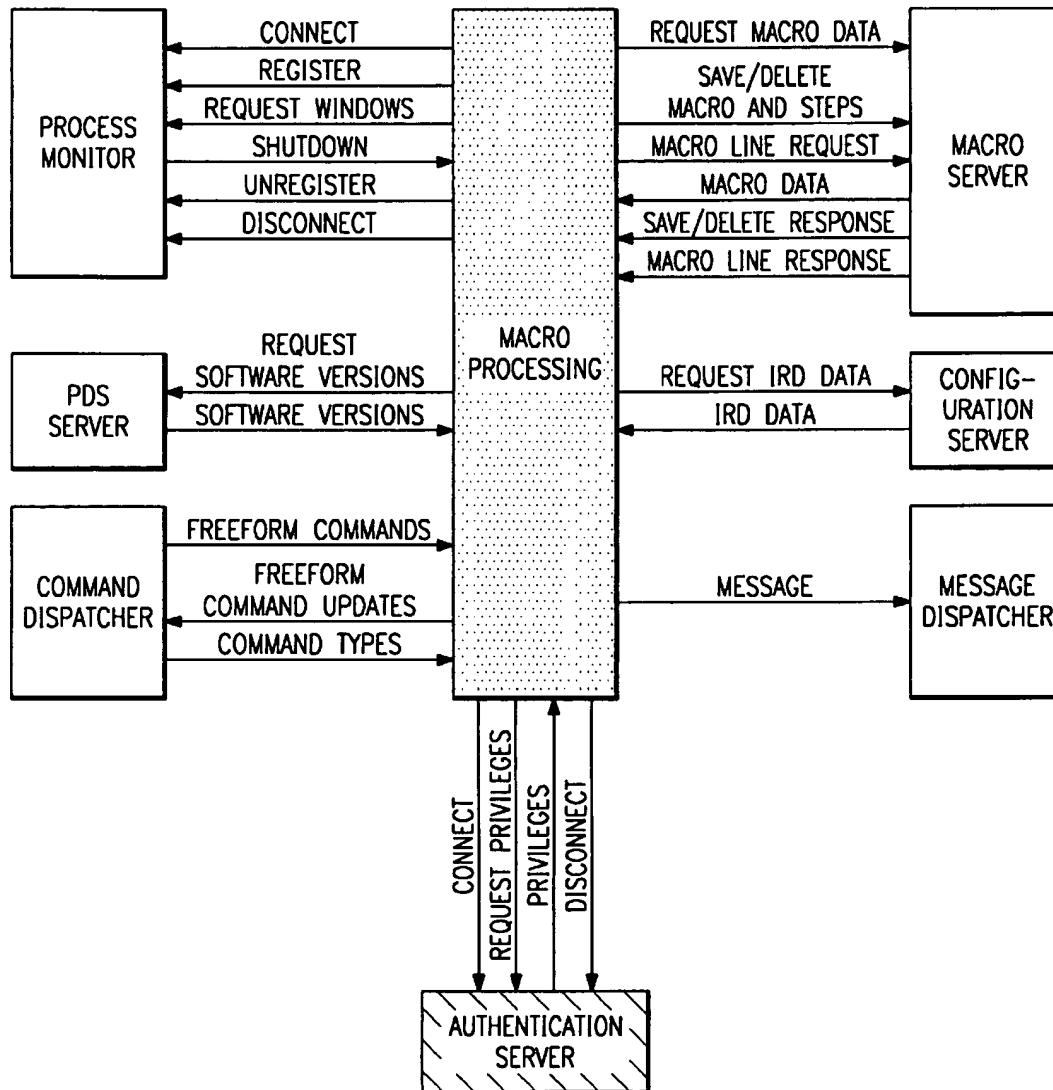 CONNECT
REGISTER
REQUEST WINDOWS
SHUTDOWN
UNREGISTER
DISCONNECT
PROCESS
MONITOR
REQUEST MACRO DATA
SAVE/DELETE
MACRO AND STEPS
MACRO LINE REQUEST
MACRO DATA
SAVE/DELETE RESPONSE
MACRO LINE RESPONSE
MACRO
SERVER
MACRO
PROCESSING
PDS
SERVER
REQUEST
SOFTWARE VERSIONS
SOFTWARE VERSIONS
REQUEST IRD DATA
IRD DATA
CONFIG-
URATION
SERVER
COMMAND
DISPATCHER
FREEFORM COMMANDS
FREEFORM
COMMAND UPDATES
COMMAND TYPES
MESSAGE
MESSAGE
DISPATCHER
CONNECT
REQUEST PRIVILEGES
PRIVILEGES
DISCONNECT
AUTHENTICATION
SERVER